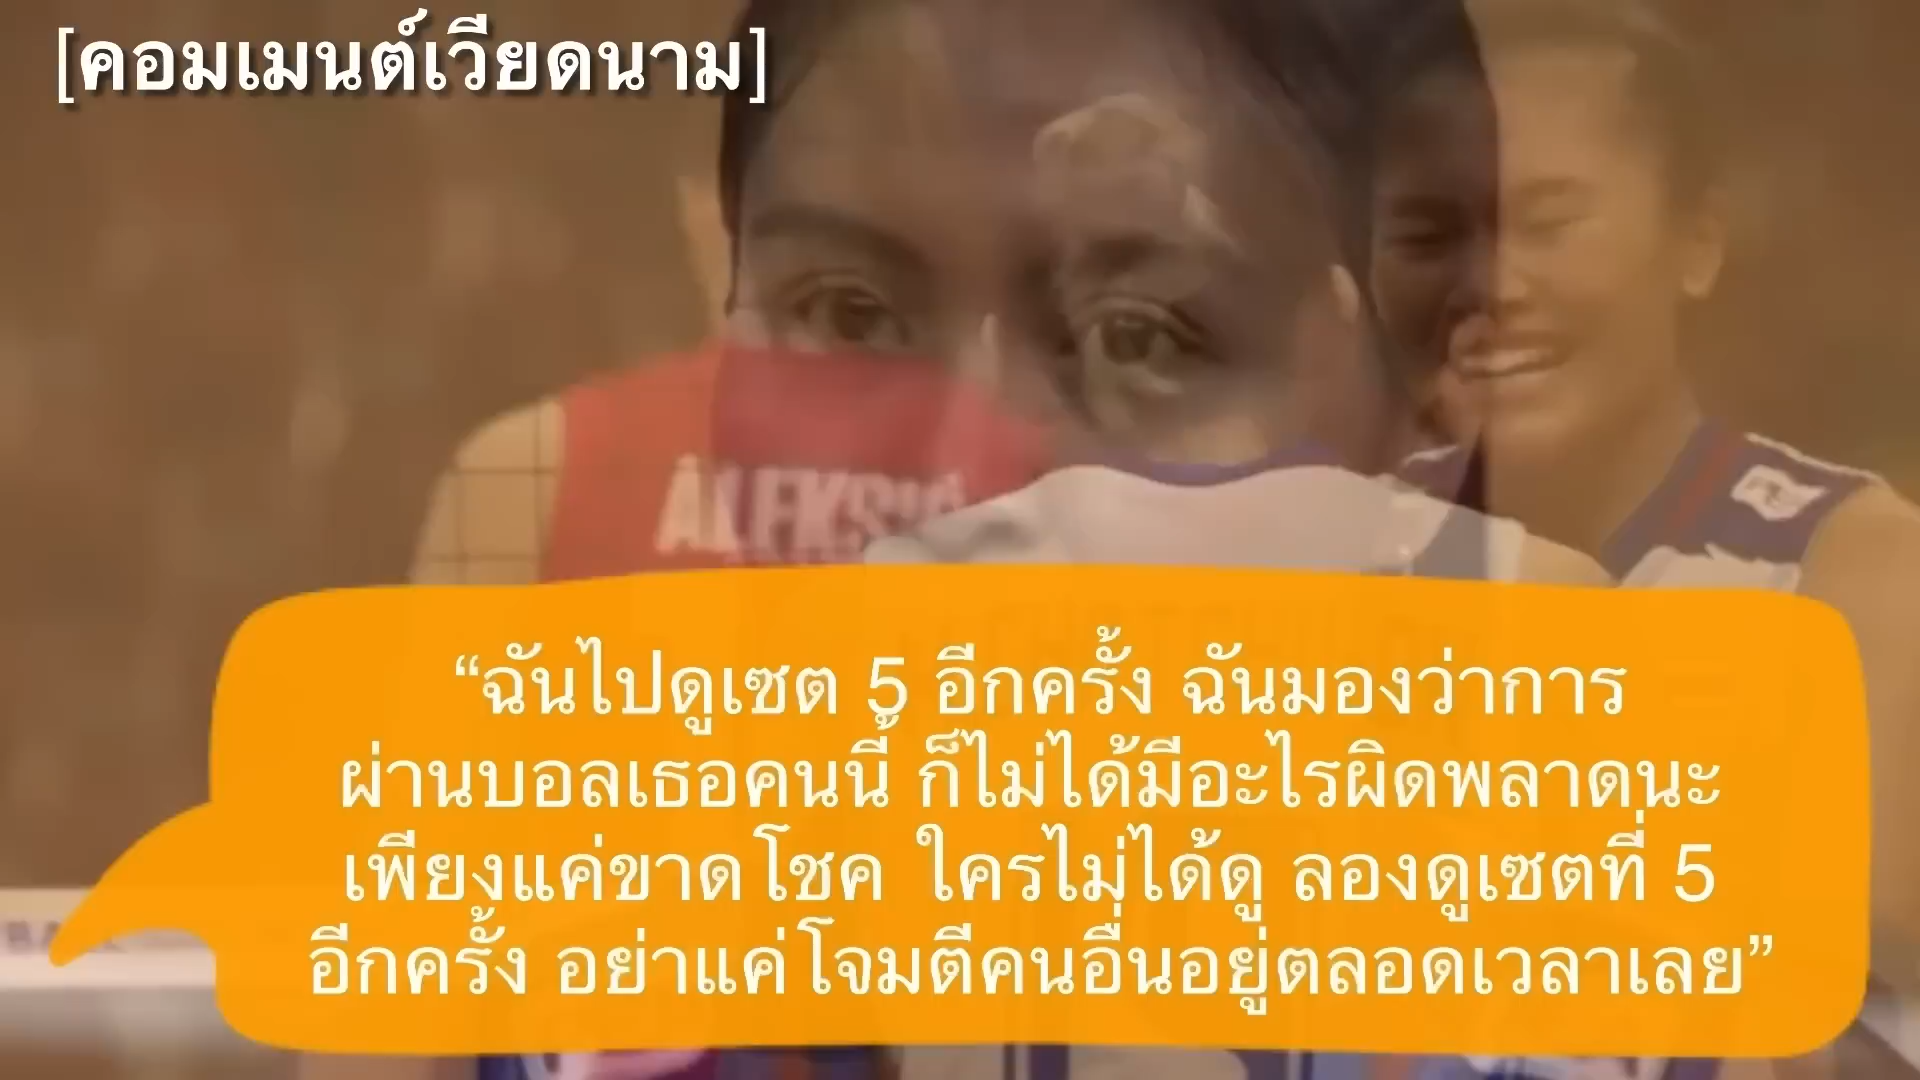 [คอมเมนต์เวียดนาม]
“ฉันไปดูเซต 5 อีกครั้ง ฉันมองว่าการ
ผ่านบอลเธอคนนี้ ก็ไม่ได้มีอะไรผิดพลาดนะ
เพียงแค่ขาดโชค ใครไม่ได้ดู ลองดูเซตที่ 5
อีกครั้ง อย่าแค่โจมตีคนอื่นอยู่ตลอดเวลาเลย”